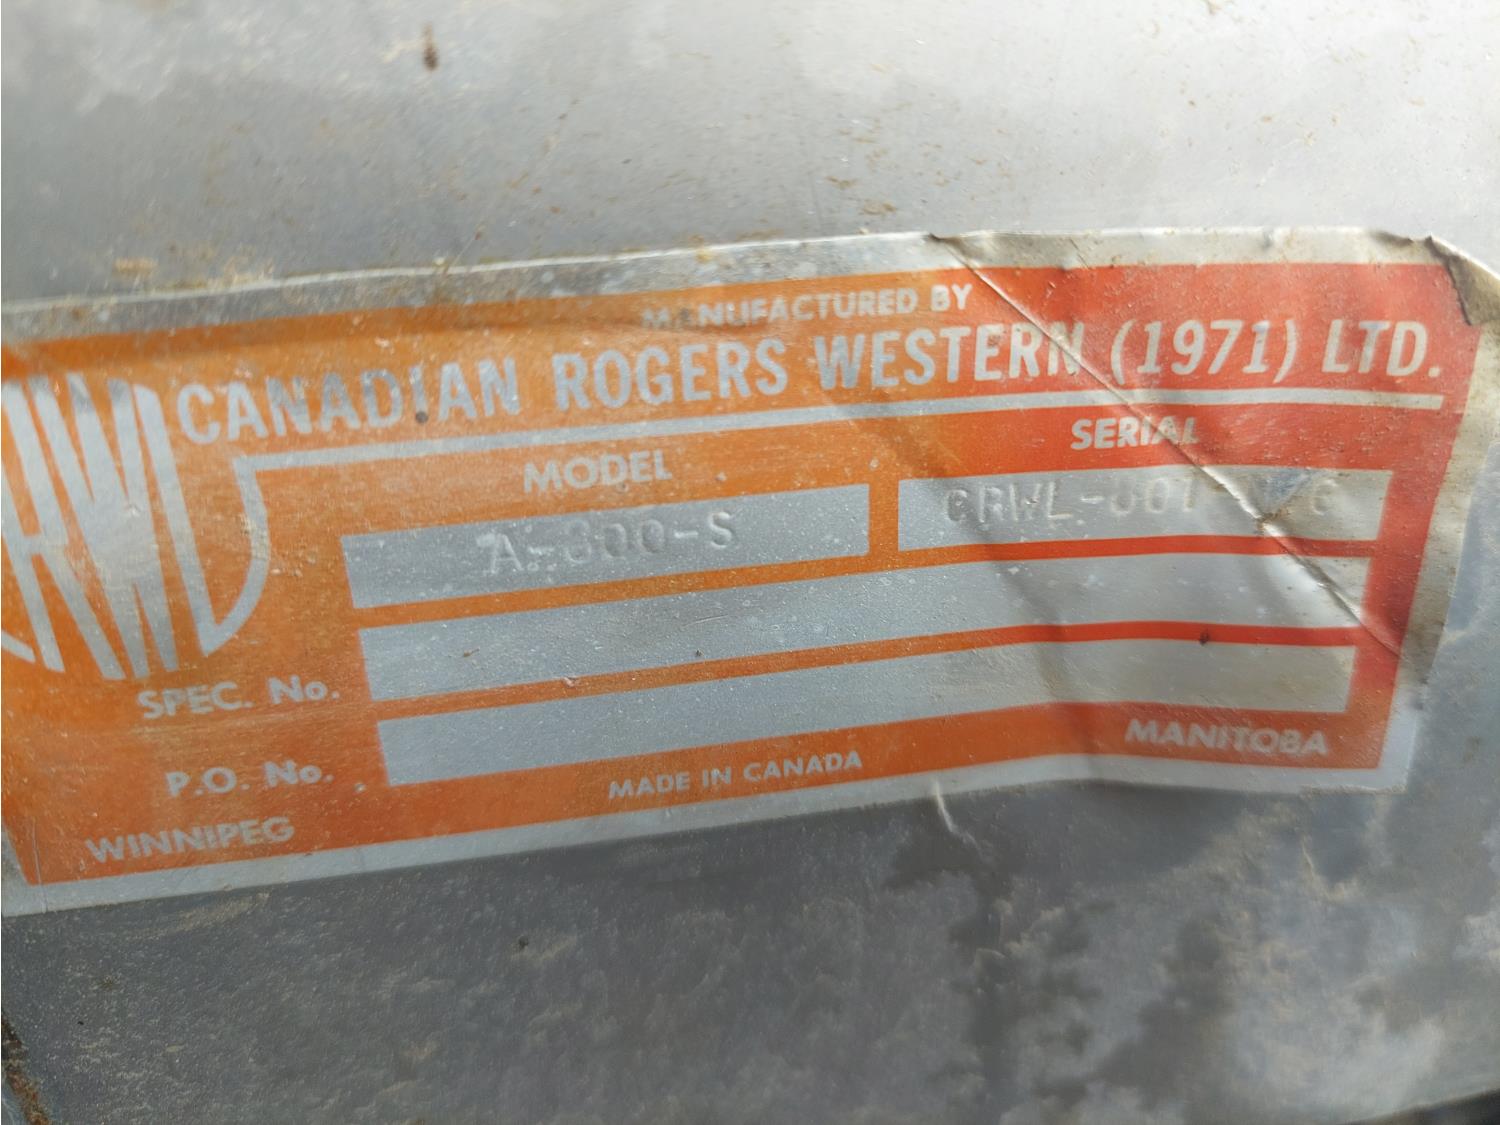 MANUFACTURED BY
CANADIAN ROGERS WESTERN (1971) LTD.
CRWL
MODEL
SERIAL
SPEC. No.
P.O. No.
WINNIPEG
MADE IN CANADA
MANITOBA